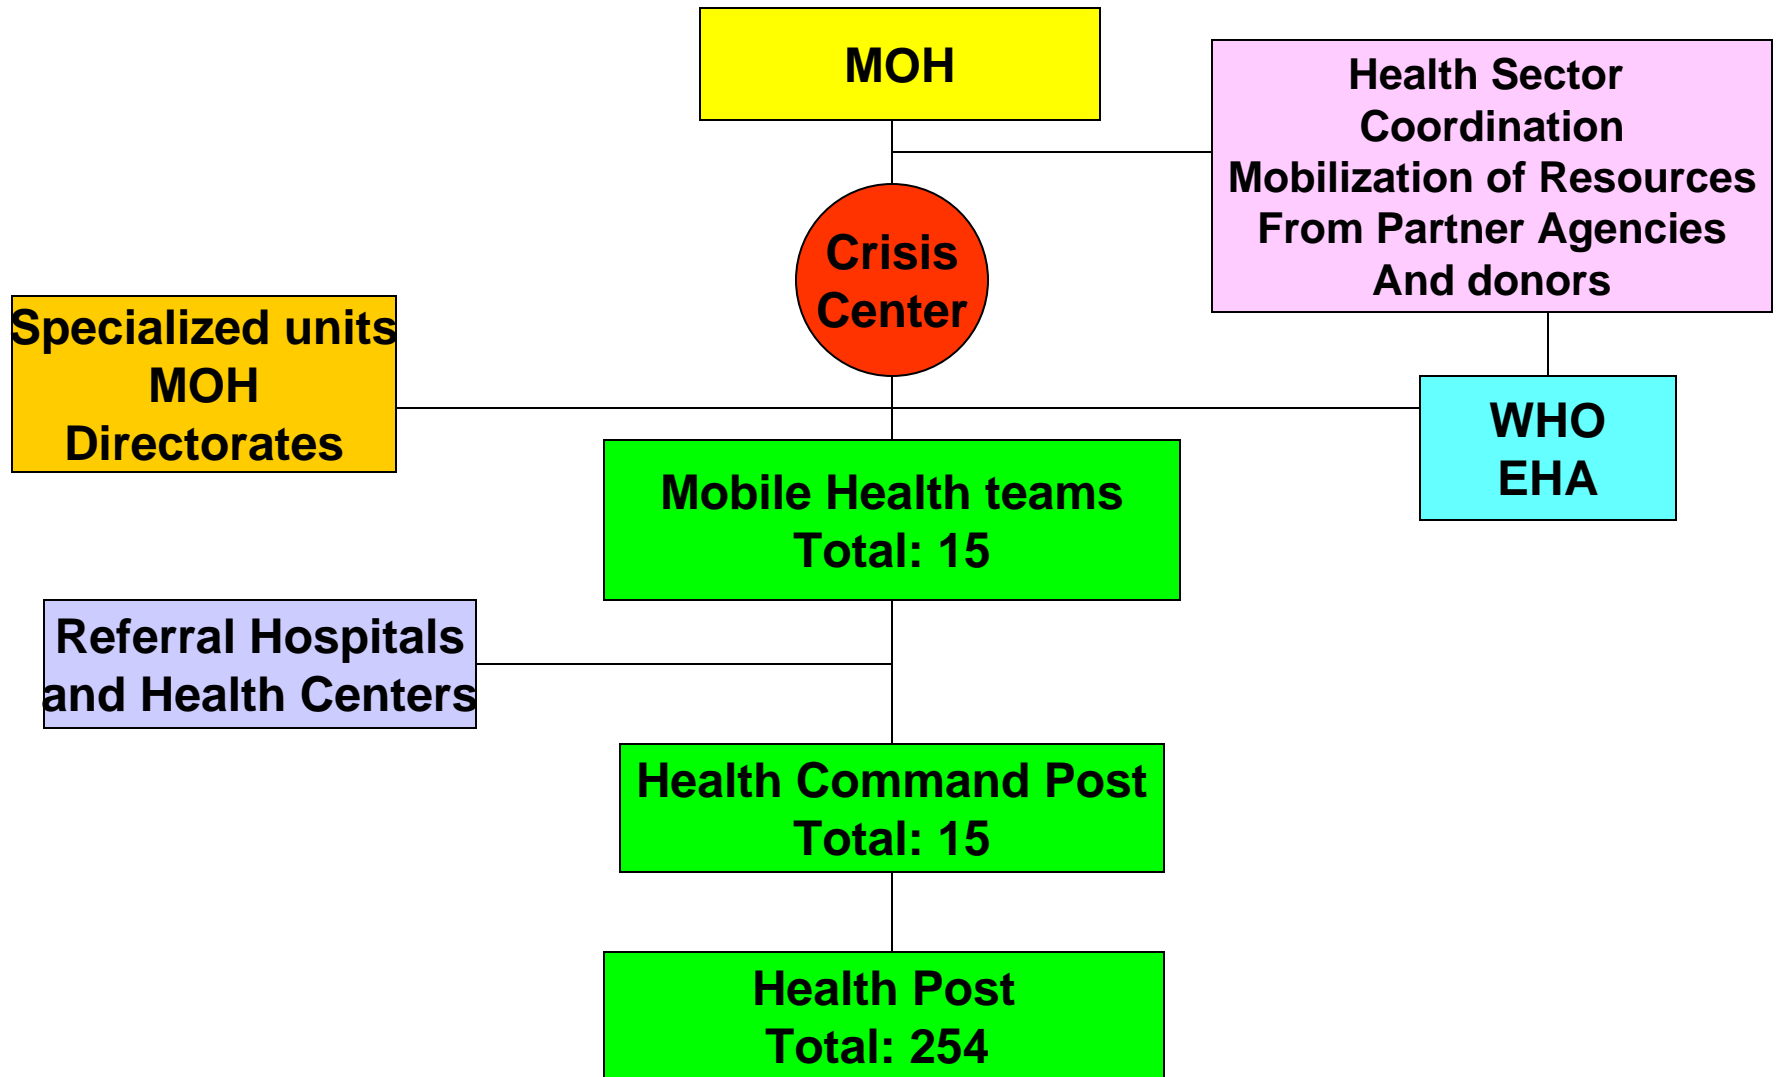 MOH
Health Sector
Coordination
Mobilization of Resources
From Partner Agencies
And donors
Crisis
Center
Specialized units
MOH
Directorates
WHO
EHA
Mobile Health teams
Total: 15
Referral Hospitals
and Health Centers
Health Command Post
Total: 15
Health Post
Total: 254